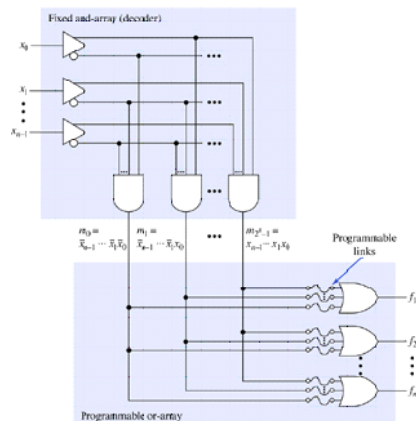 Fixed and-array (decoder)
x₀
x₁
xₙ₋₁
m₀ =
x̄ₙ₋₁ ··· x̄₁x̄₀
m₁ =
x̄ₙ₋₁ ··· x̄₁x₀
m₂ⁿ₋₁ =
xₙ₋₁ ··· x₁x₀
Programmable
links
f₁
f₂
Programmable or-array